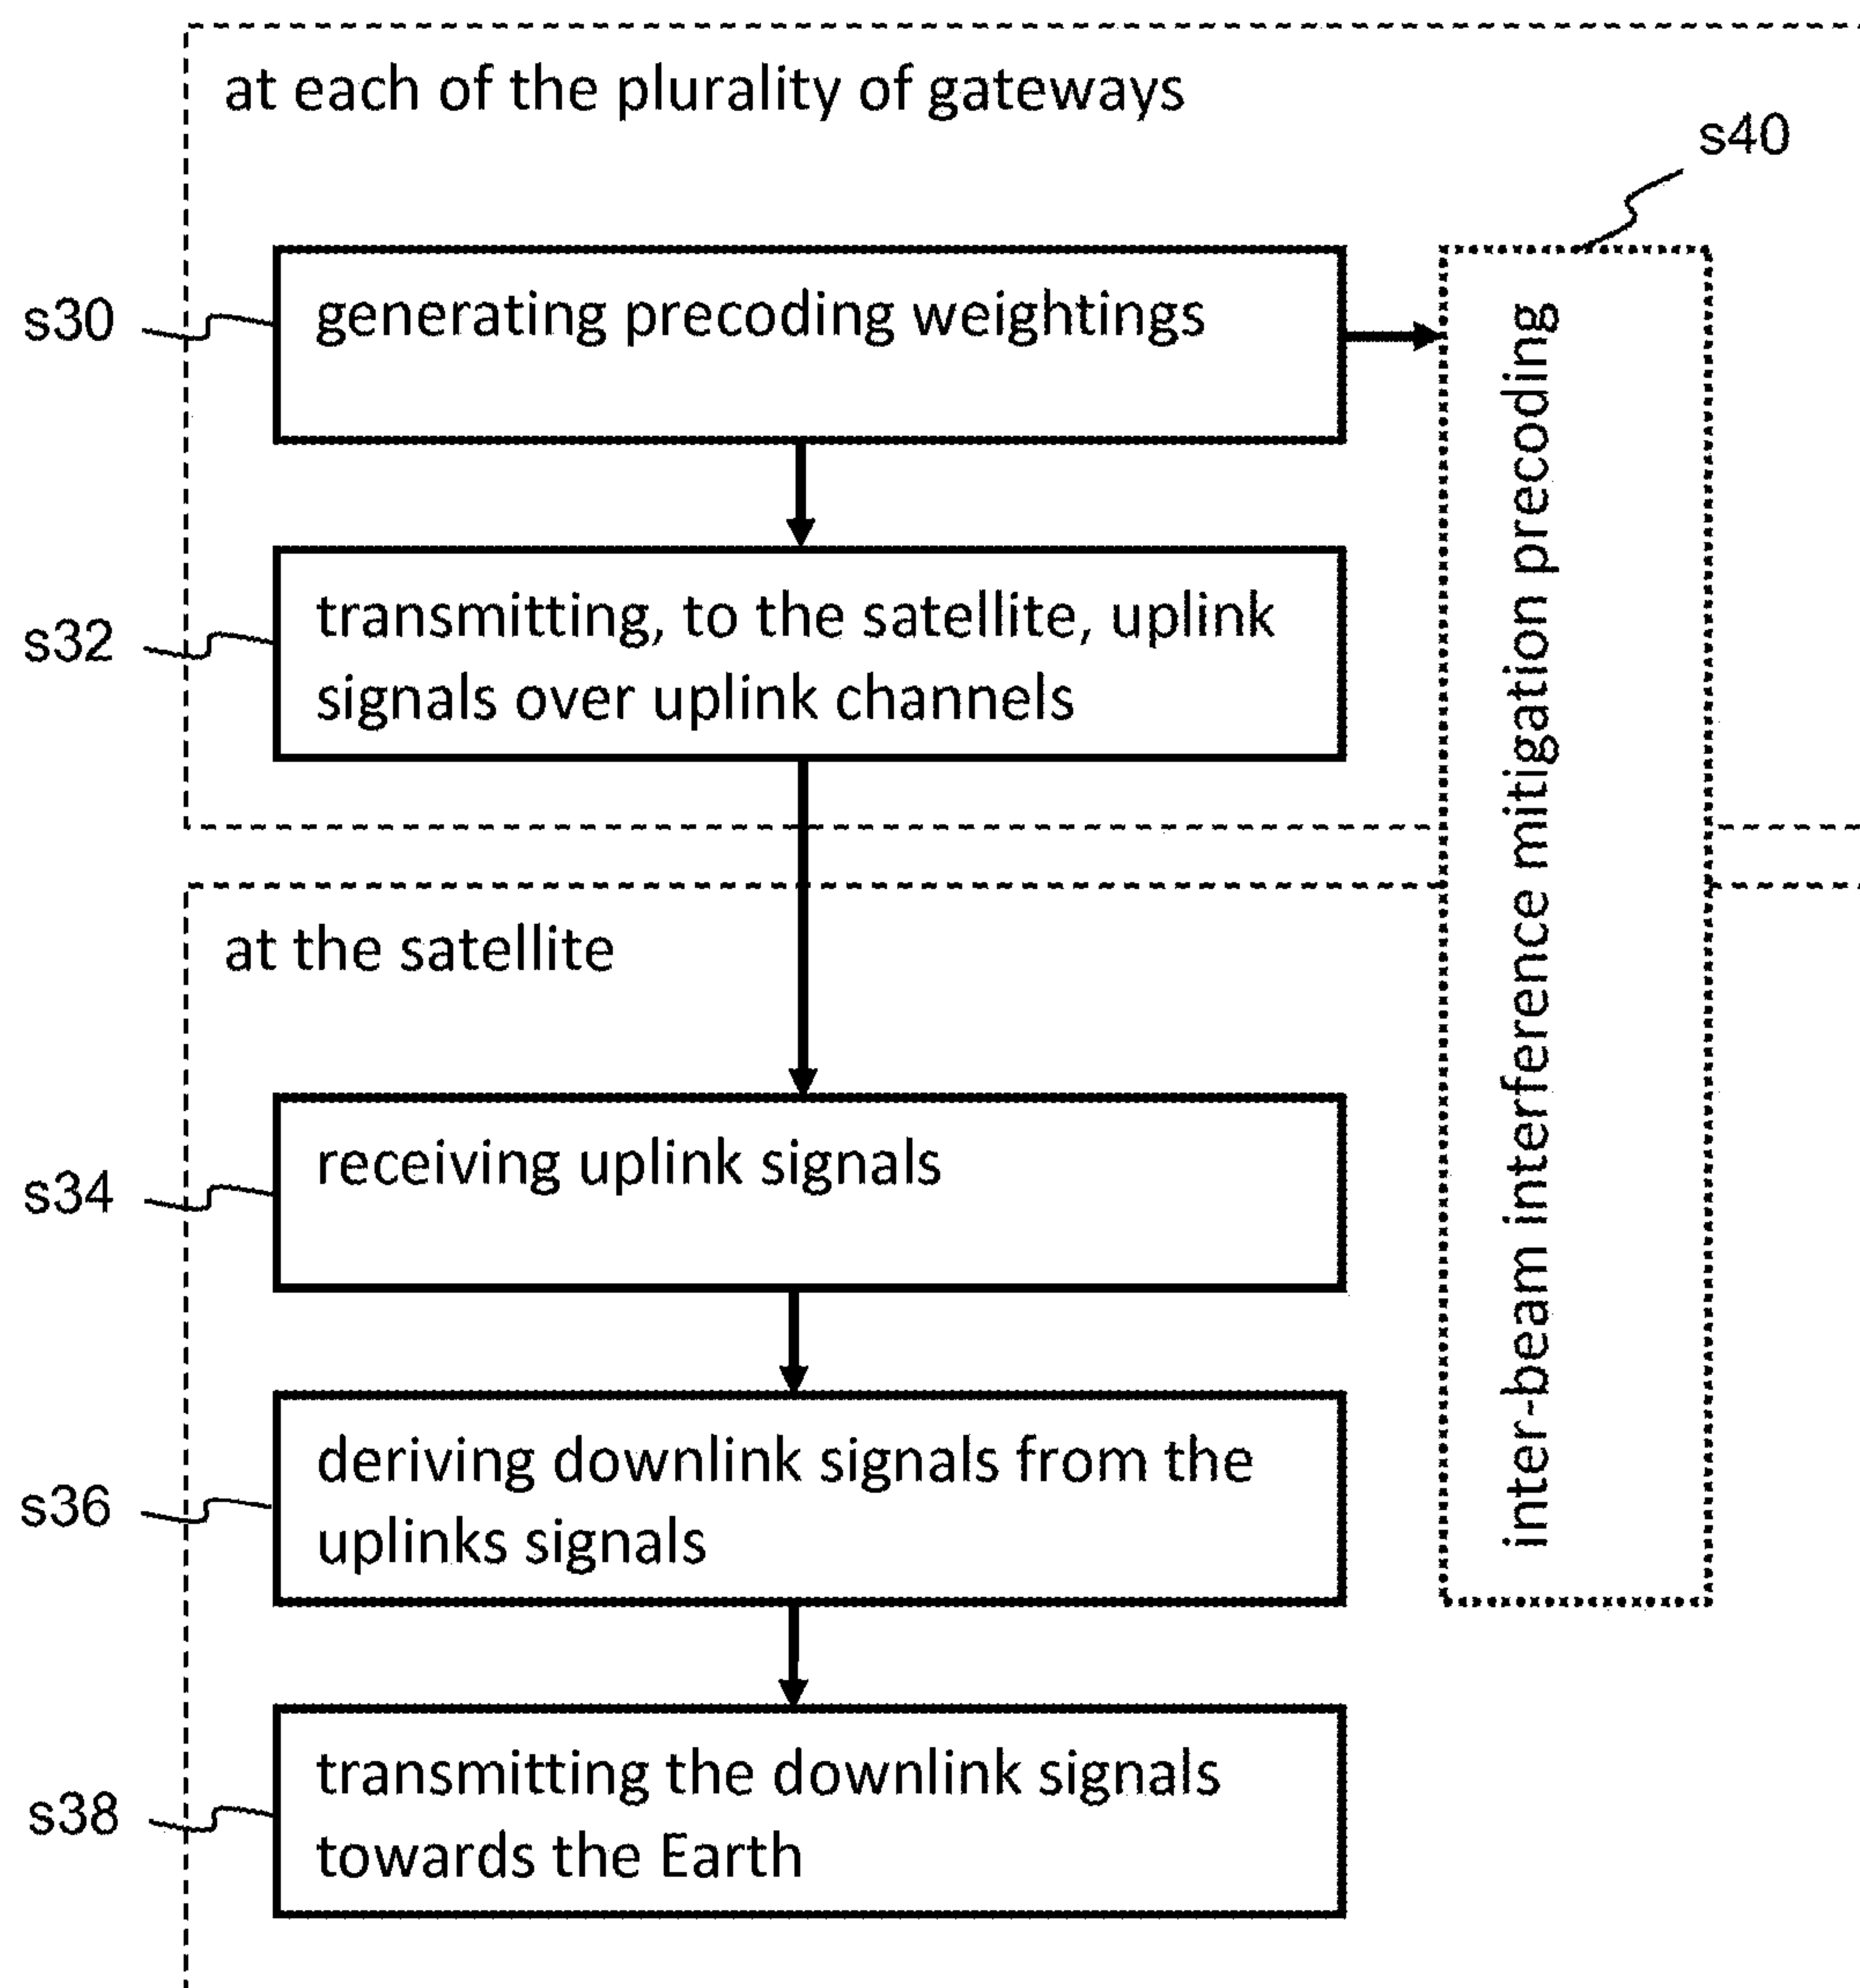 at each of the plurality of gateways
s40
s30
generating precoding weightings
s32
transmitting, to the satellite, uplink
signals over uplink channels
inter-beam interference mitigation precoding
at the satellite
s34
receiving uplink signals
s36
deriving downlink signals from the
uplinks signals
s38
transmitting the downlink signals
towards the Earth